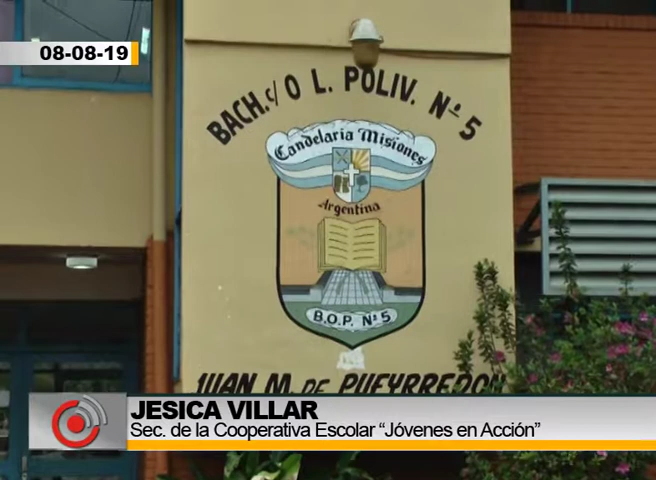 08-08-19
BACH. c/ O L. POLIV. Nº 5
Candelaria Misiones
Argentina
B.O.P. Nº 5
JUAN M. DE PUEYRREDON
JESICA VILLAR
Sec. de la Cooperativa Escolar “Jóvenes en Acción”